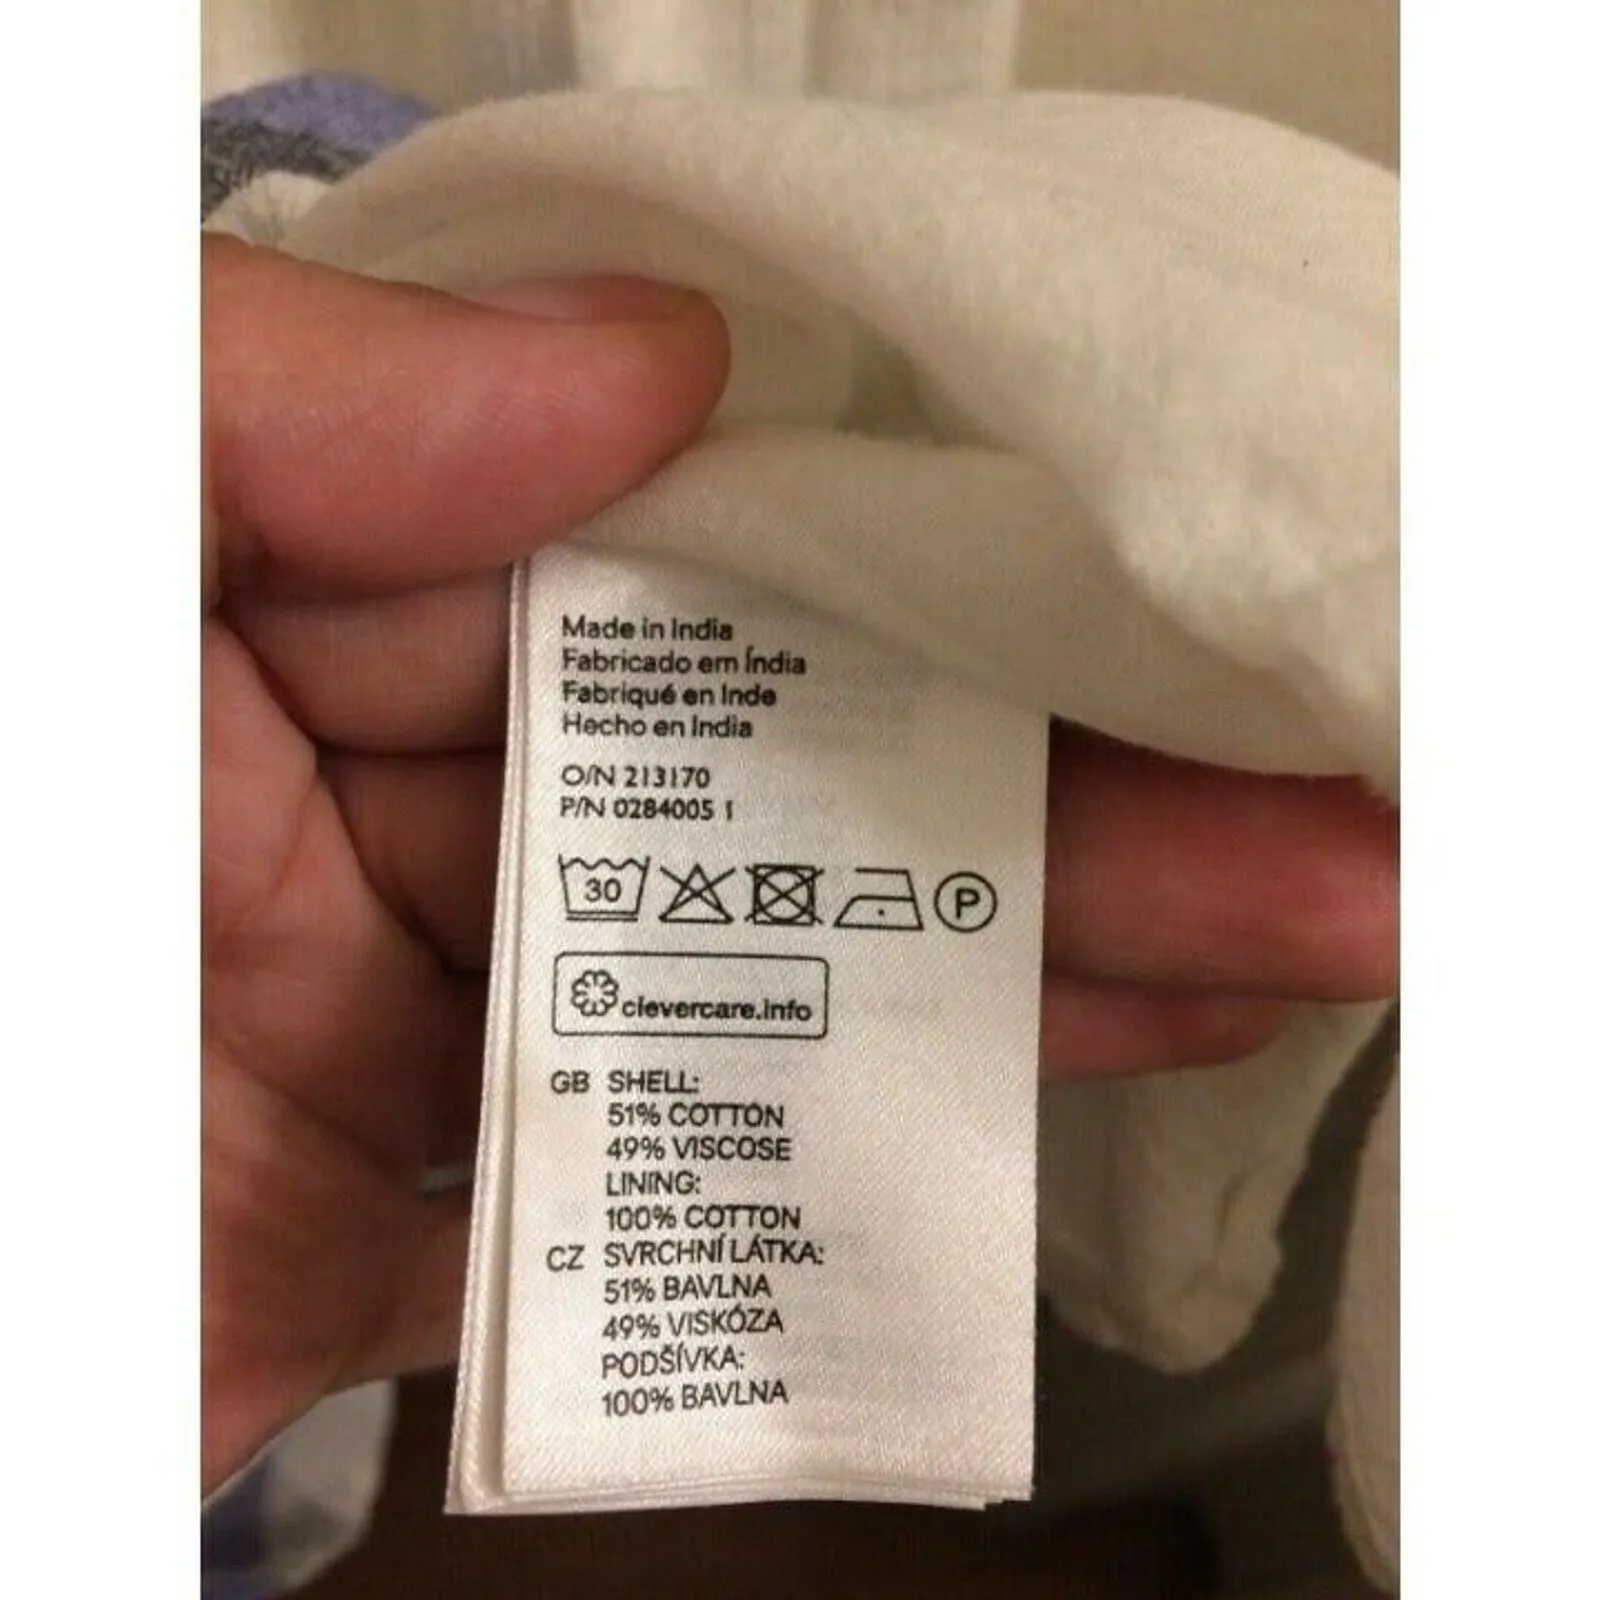 Made in India
Fabricado em Índia
Fabriqué en Inde
Hecho en India
O/N 213170
P/N 0284005 1
30 P
clevercare.info
GB SHELL:
51% COTTON
49% VISCOSE
LINING:
100% COTTON
CZ SVRCHNÍ LÁTKA:
51% BAVLNA
49% VISKÓZA
PODŠÍVKA:
100% BAVLNA